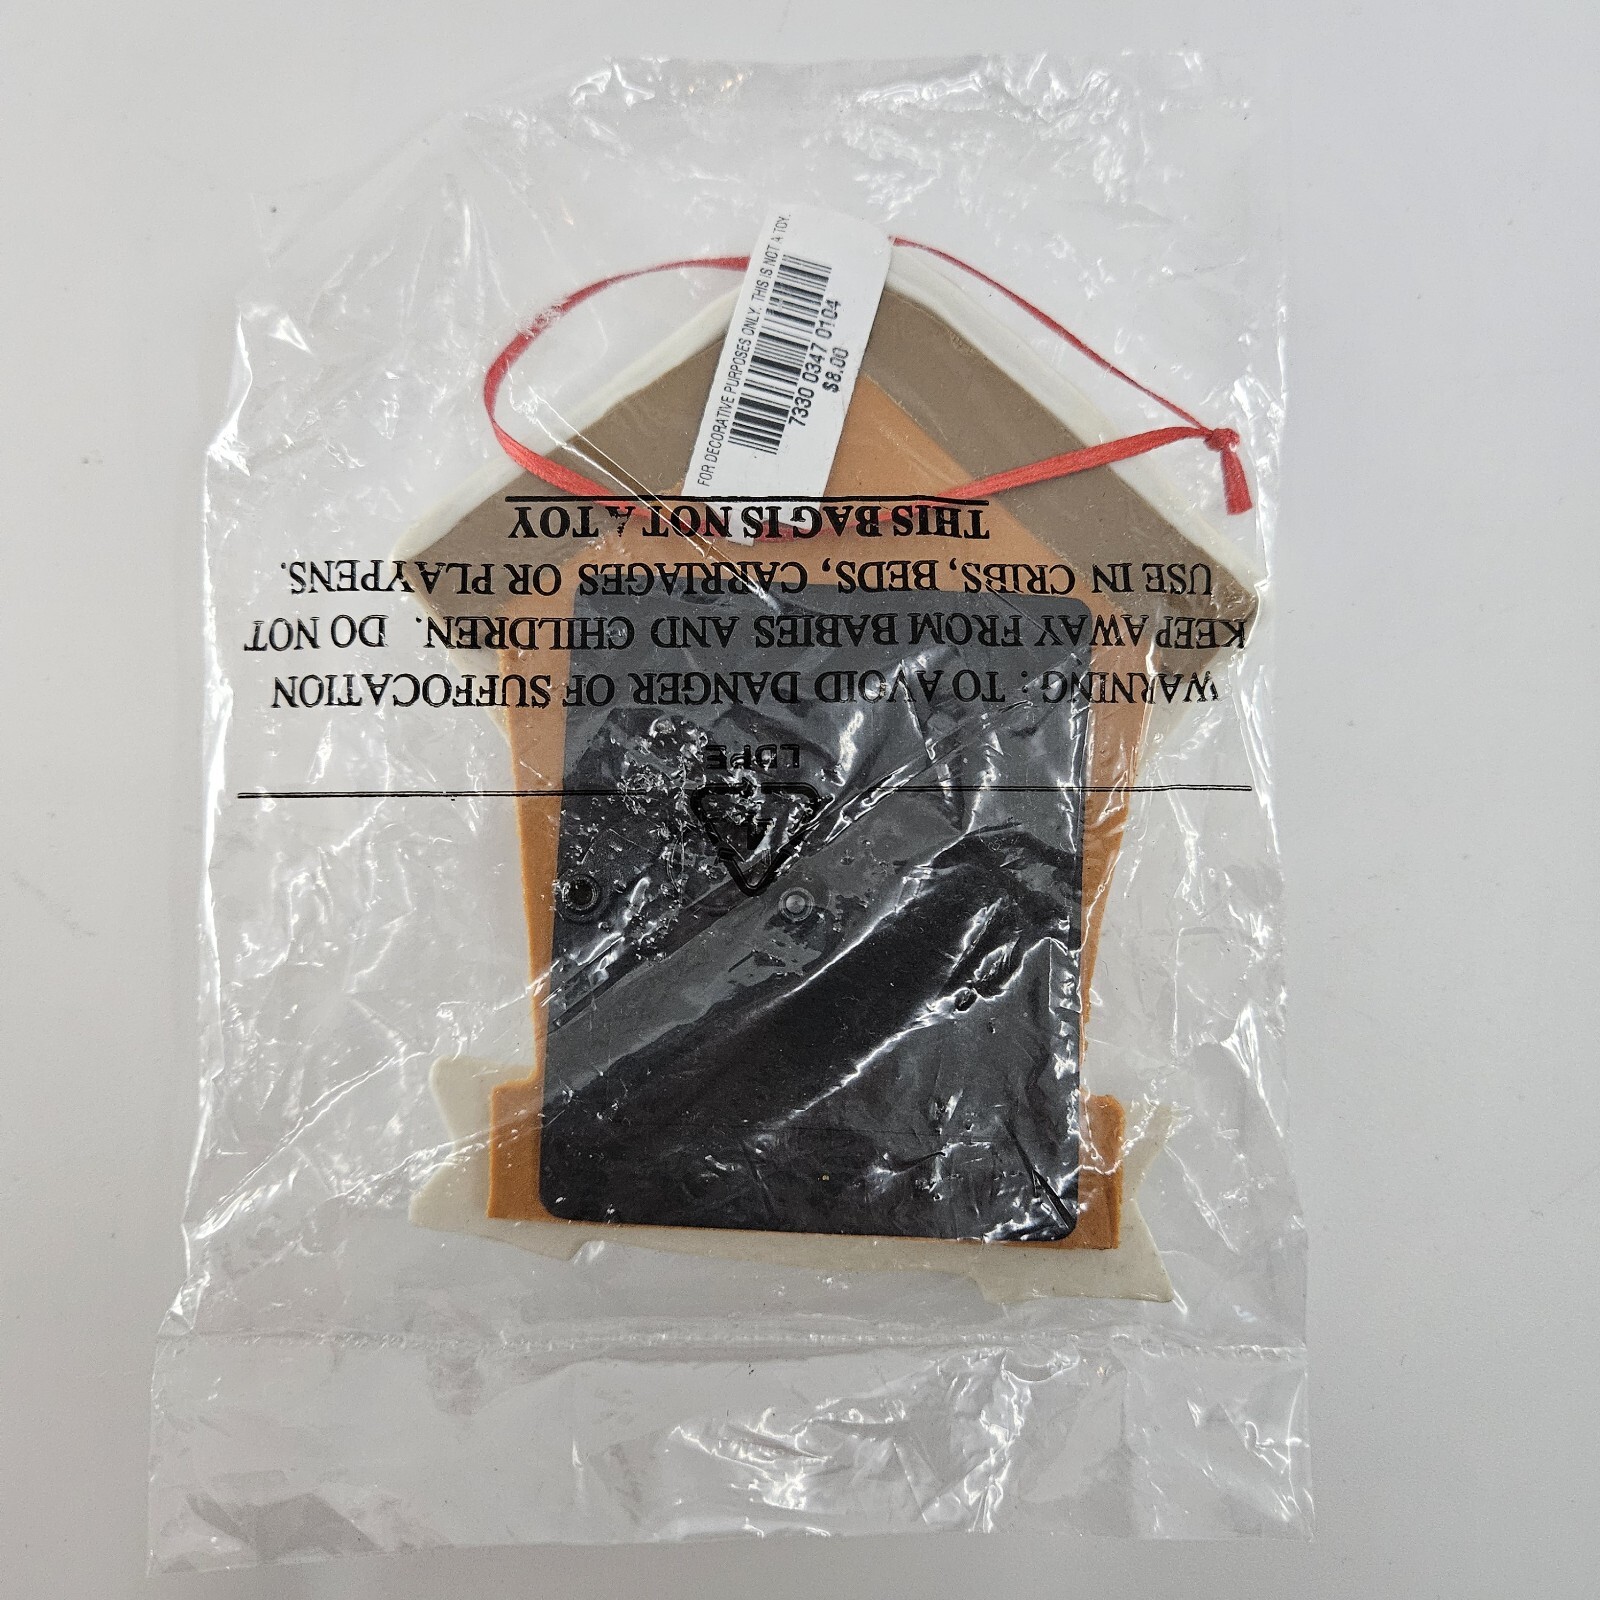 FOR DECORATIVE PURPOSES ONLY. THIS IS NOT A TOY.
7330 0347 0104
$8.00
WARNING : TO AVOID DANGER OF SUFFOCATION
KEEP AWAY FROM BABIES AND CHILDREN. DO NOT
USE IN CRIBS, BEDS, CARRIAGES OR PLAYPENS.
THIS BAG IS NOT A TOY
4
LDPE